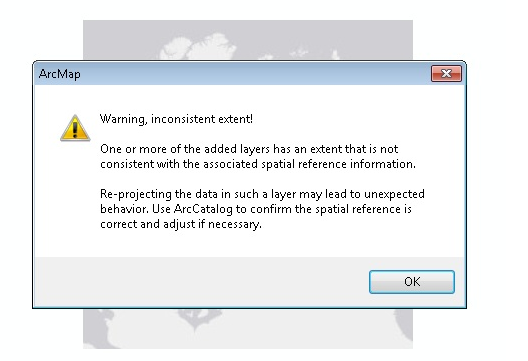 ArcMap
Warning, inconsistent extent!
One or more of the added layers has an extent that is not
consistent with the associated spatial reference information.
Re-projecting the data in such a layer may lead to unexpected
behavior. Use ArcCatalog to confirm the spatial reference is
correct and adjust if necessary.
OK